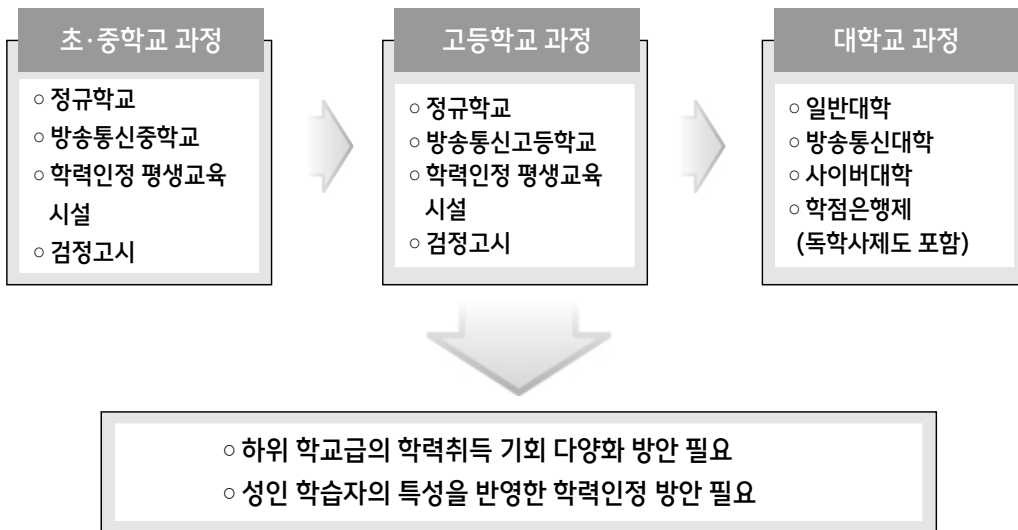 초·중학교 과정
○ 정규학교
○ 방송통신중학교
○ 학력인정 평생교육
시설
○ 검정고시
고등학교 과정
○ 정규학교
○ 방송통신고등학교
○ 학력인정 평생교육
시설
○ 검정고시
대학교 과정
○ 일반대학
○ 방송통신대학
○ 사이버대학
○ 학점은행제
(독학사제도 포함)
○ 하위 학교급의 학력취득 기회 다양화 방안 필요
○ 성인 학습자의 특성을 반영한 학력인정 방안 필요